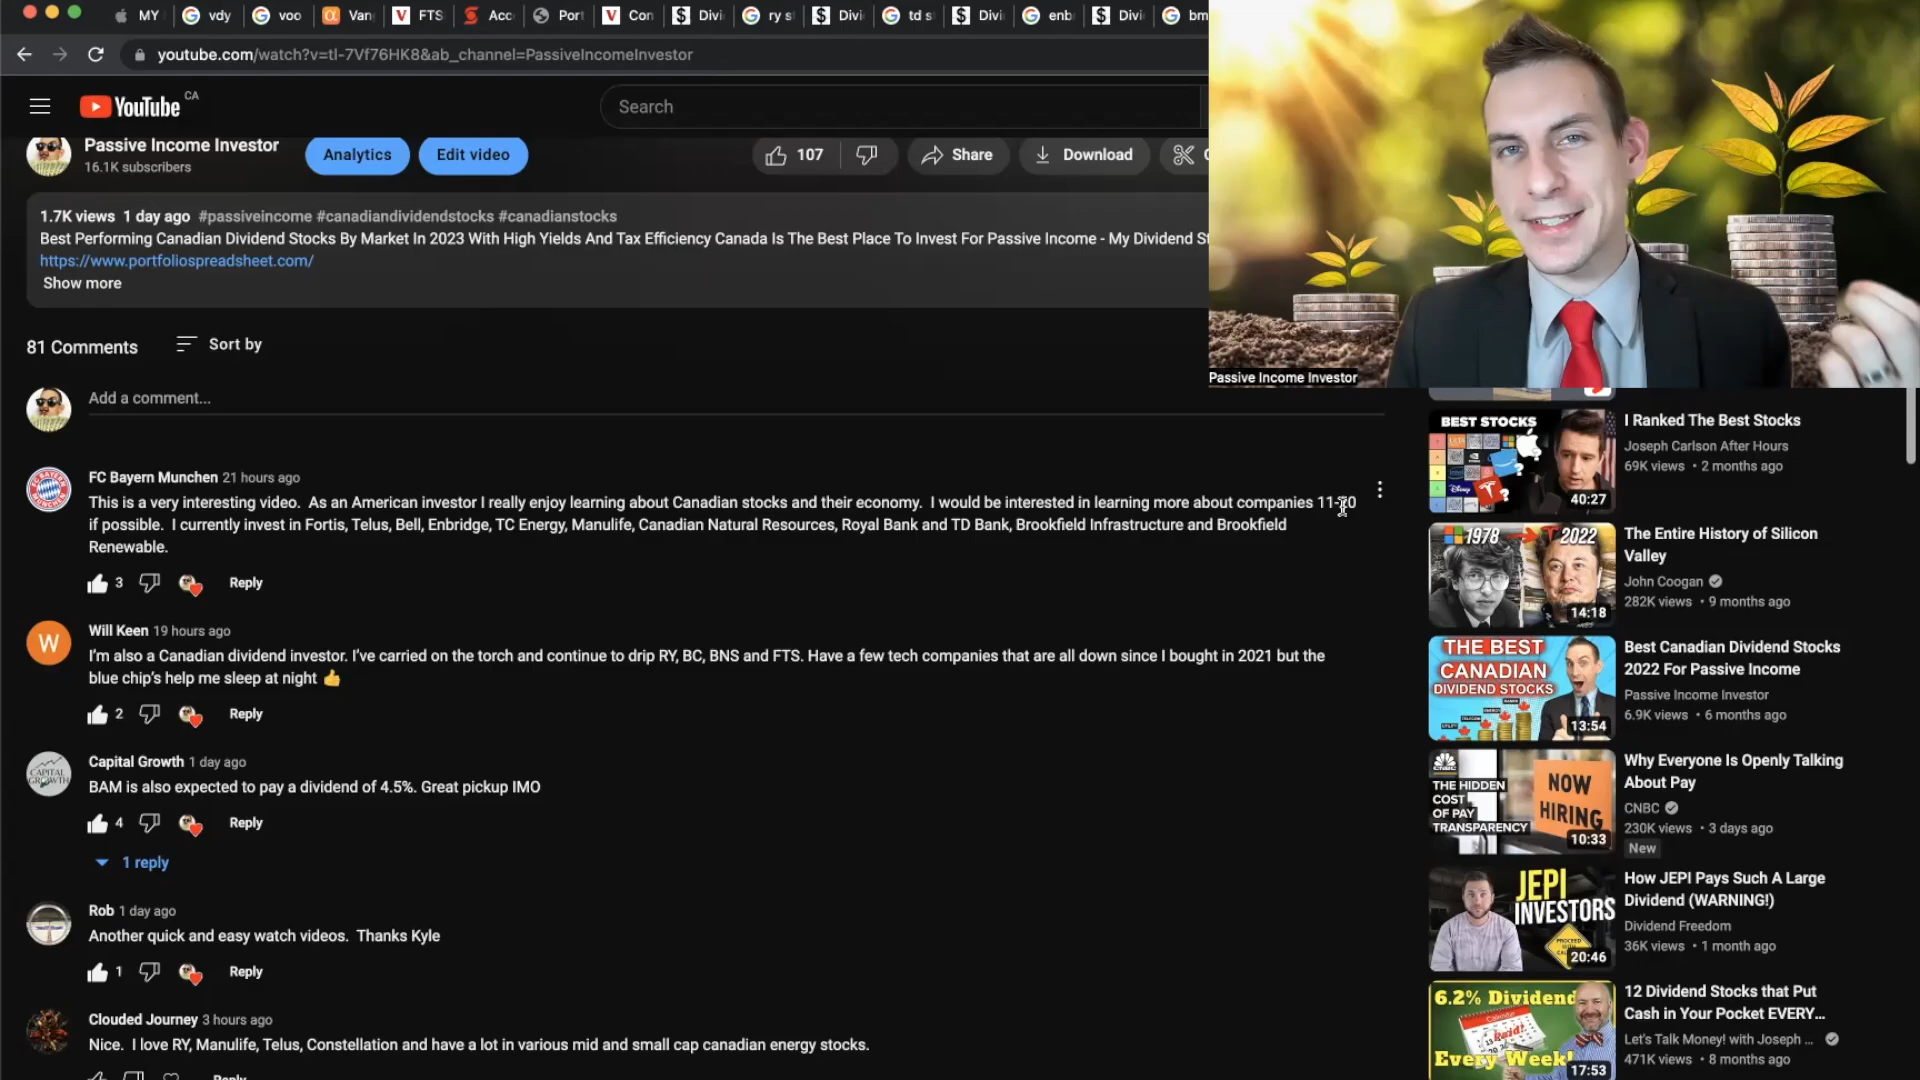 MY
vdy
voo
Van
FTS
Acc
Port
Con
Divi
ry s
Divi
td s
Divi
enb
Divi
bm
youtube.com/watch?v=tl-7Vf76HK8&ab_channel=PassiveIncomeInvestor
YouTube CA
Search
Passive Income Investor
16.1K subscribers
Analytics
Edit video
107
Share
Download
1.7K views 1 day ago #passiveincome #canadiandividendstocks #canadianstocks
Best Performing Canadian Dividend Stocks By Market In 2023 With High Yields And Tax Efficiency Canada Is The Best Place To Invest For Passive Income - My Dividend St
https://www.portfoliospreadsheet.com/
Show more
Passive Income Investor
81 Comments
Sort by
Add a comment...
FC Bayern Munchen 21 hours ago
This is a very interesting video. As an American investor I really enjoy learning about Canadian stocks and their economy. I would be interested in learning more about companies
if possible. I currently invest in Fortis, Telus, Bell, Enbridge, TC Energy, Manulife, Canadian Natural Resources, Royal Bank and TD Bank, Brookfield Infrastructure and Brookfield
Renewable.
3
Reply
Will Keen 19 hours ago
W
I'm also a Canadian dividend investor. I've carried on the torch and continue to drip RY, BC, BNS and FTS. Have a few tech companies that are all down since I bought in 2021 but the
blue chip's help me sleep at night 👍
2
Reply
Capital Growth 1 day ago
CAPITAL
GROWTH
BAM is also expected to pay a dividend of 4.5%. Great pickup IMO
4
Reply
1 reply
Rob 1 day ago
Another quick and easy watch videos. Thanks Kyle
1
Reply
Clouded Journey 3 hours ago
Nice. I love RY, Manulife, Telus, Constellation and have a lot in various mid and small cap canadian energy stocks.
Reply
BEST STOCKS
40:27
I Ranked The Best Stocks
Joseph Carlson After Hours
69K views • 2 months ago
1978
2022
14:18
The Entire History of Silicon
Valley
John Coogan
282K views • 9 months ago
THE BEST
CANADIAN
DIVIDEND STOCKS
13:54
Best Canadian Dividend Stocks
2022 For Passive Income
Passive Income Investor
6.9K views • 6 months ago
CNBC
THE HIDDEN
COST
OF PAY
TRANSPARENCY
NOW
HIRING
10:33
Why Everyone Is Openly Talking
About Pay
CNBC
230K views • 3 days ago
New
JEPI
INVESTORS
PROCEED
20:46
How JEPI Pays Such A Large
Dividend (WARNING!)
Dividend Freedom
36K views • 1 month ago
6.2% Dividend
Calendar
Paid!
Every Week!
17:53
12 Dividend Stocks that Put
Cash in Your Pocket EVERY...
Let's Talk Money! with Joseph ...
471K views • 8 months ago